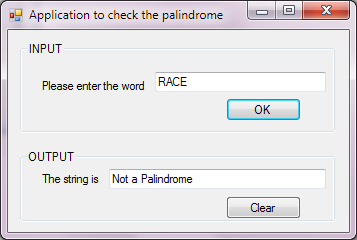 Application to check the palindrome
INPUT
Please enter the word RACE
OK
OUTPUT
The string is Not a Palindrome
Clear